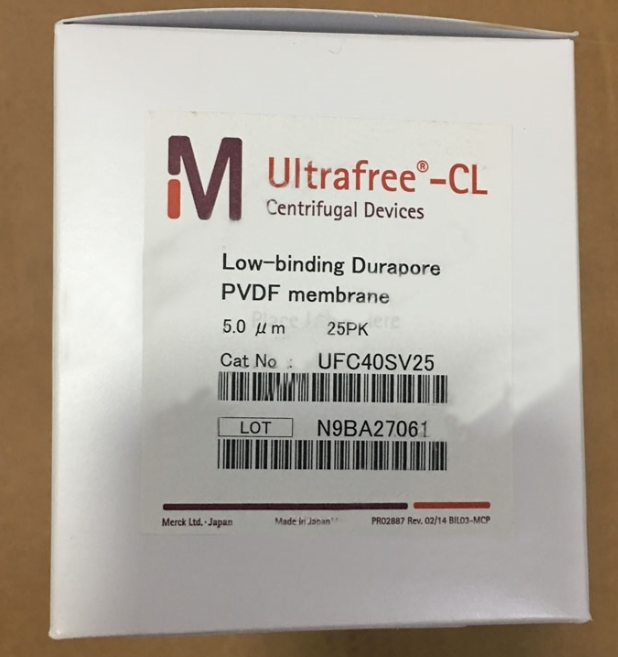 M
Ultrafree®-CL
Centrifugal Devices
Low-binding Durapore
PVDF membrane
5.0 μm 25PK
Cat No : UFC40SV25
LOT N9BA27061
Merck Ltd. · Japan Made in Japan PR02887 Rev. 02/14 BIL03-MCP